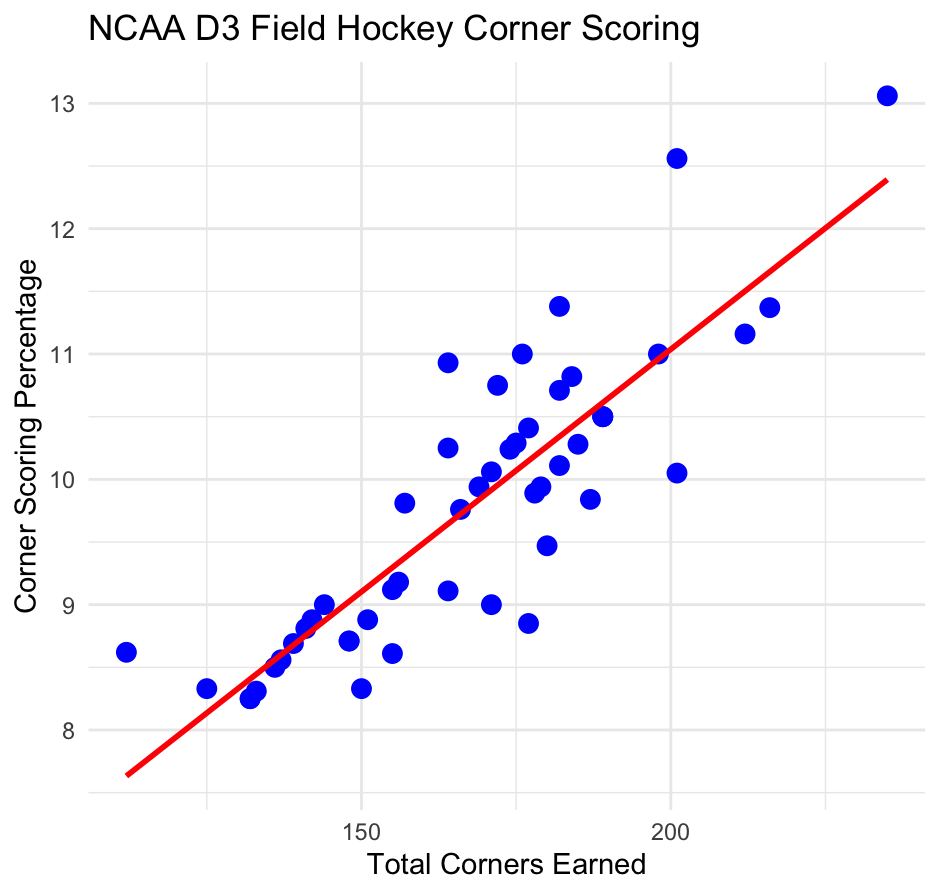 NCAA D3 Field Hockey Corner Scoring
13
12
11
10
9
8
Corner Scoring Percentage
150 200
Total Corners Earned